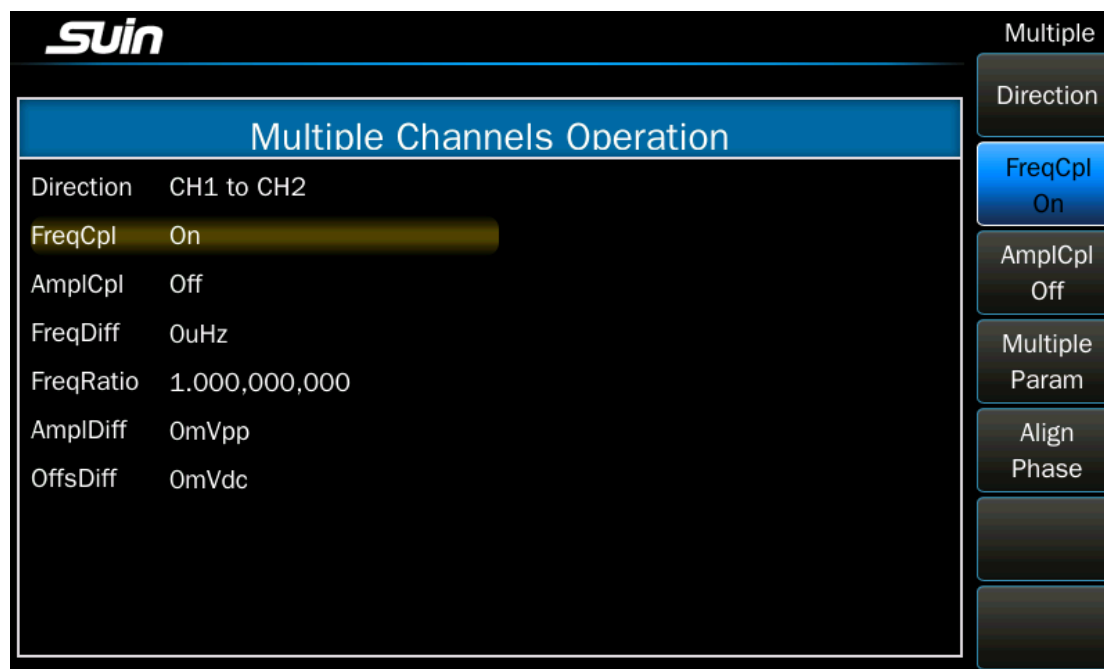 Suin
Multiple
Multiple Channels Operation
Direction CH1 to CH2
FreqCpl On
AmplCpl Off
FreqDiff 0uHz
FreqRatio 1.000,000,000
AmplDiff 0mVpp
OffsDiff 0mVdc
Direction
FreqCpl
On
AmplCpl
Off
Multiple
Param
Align
Phase